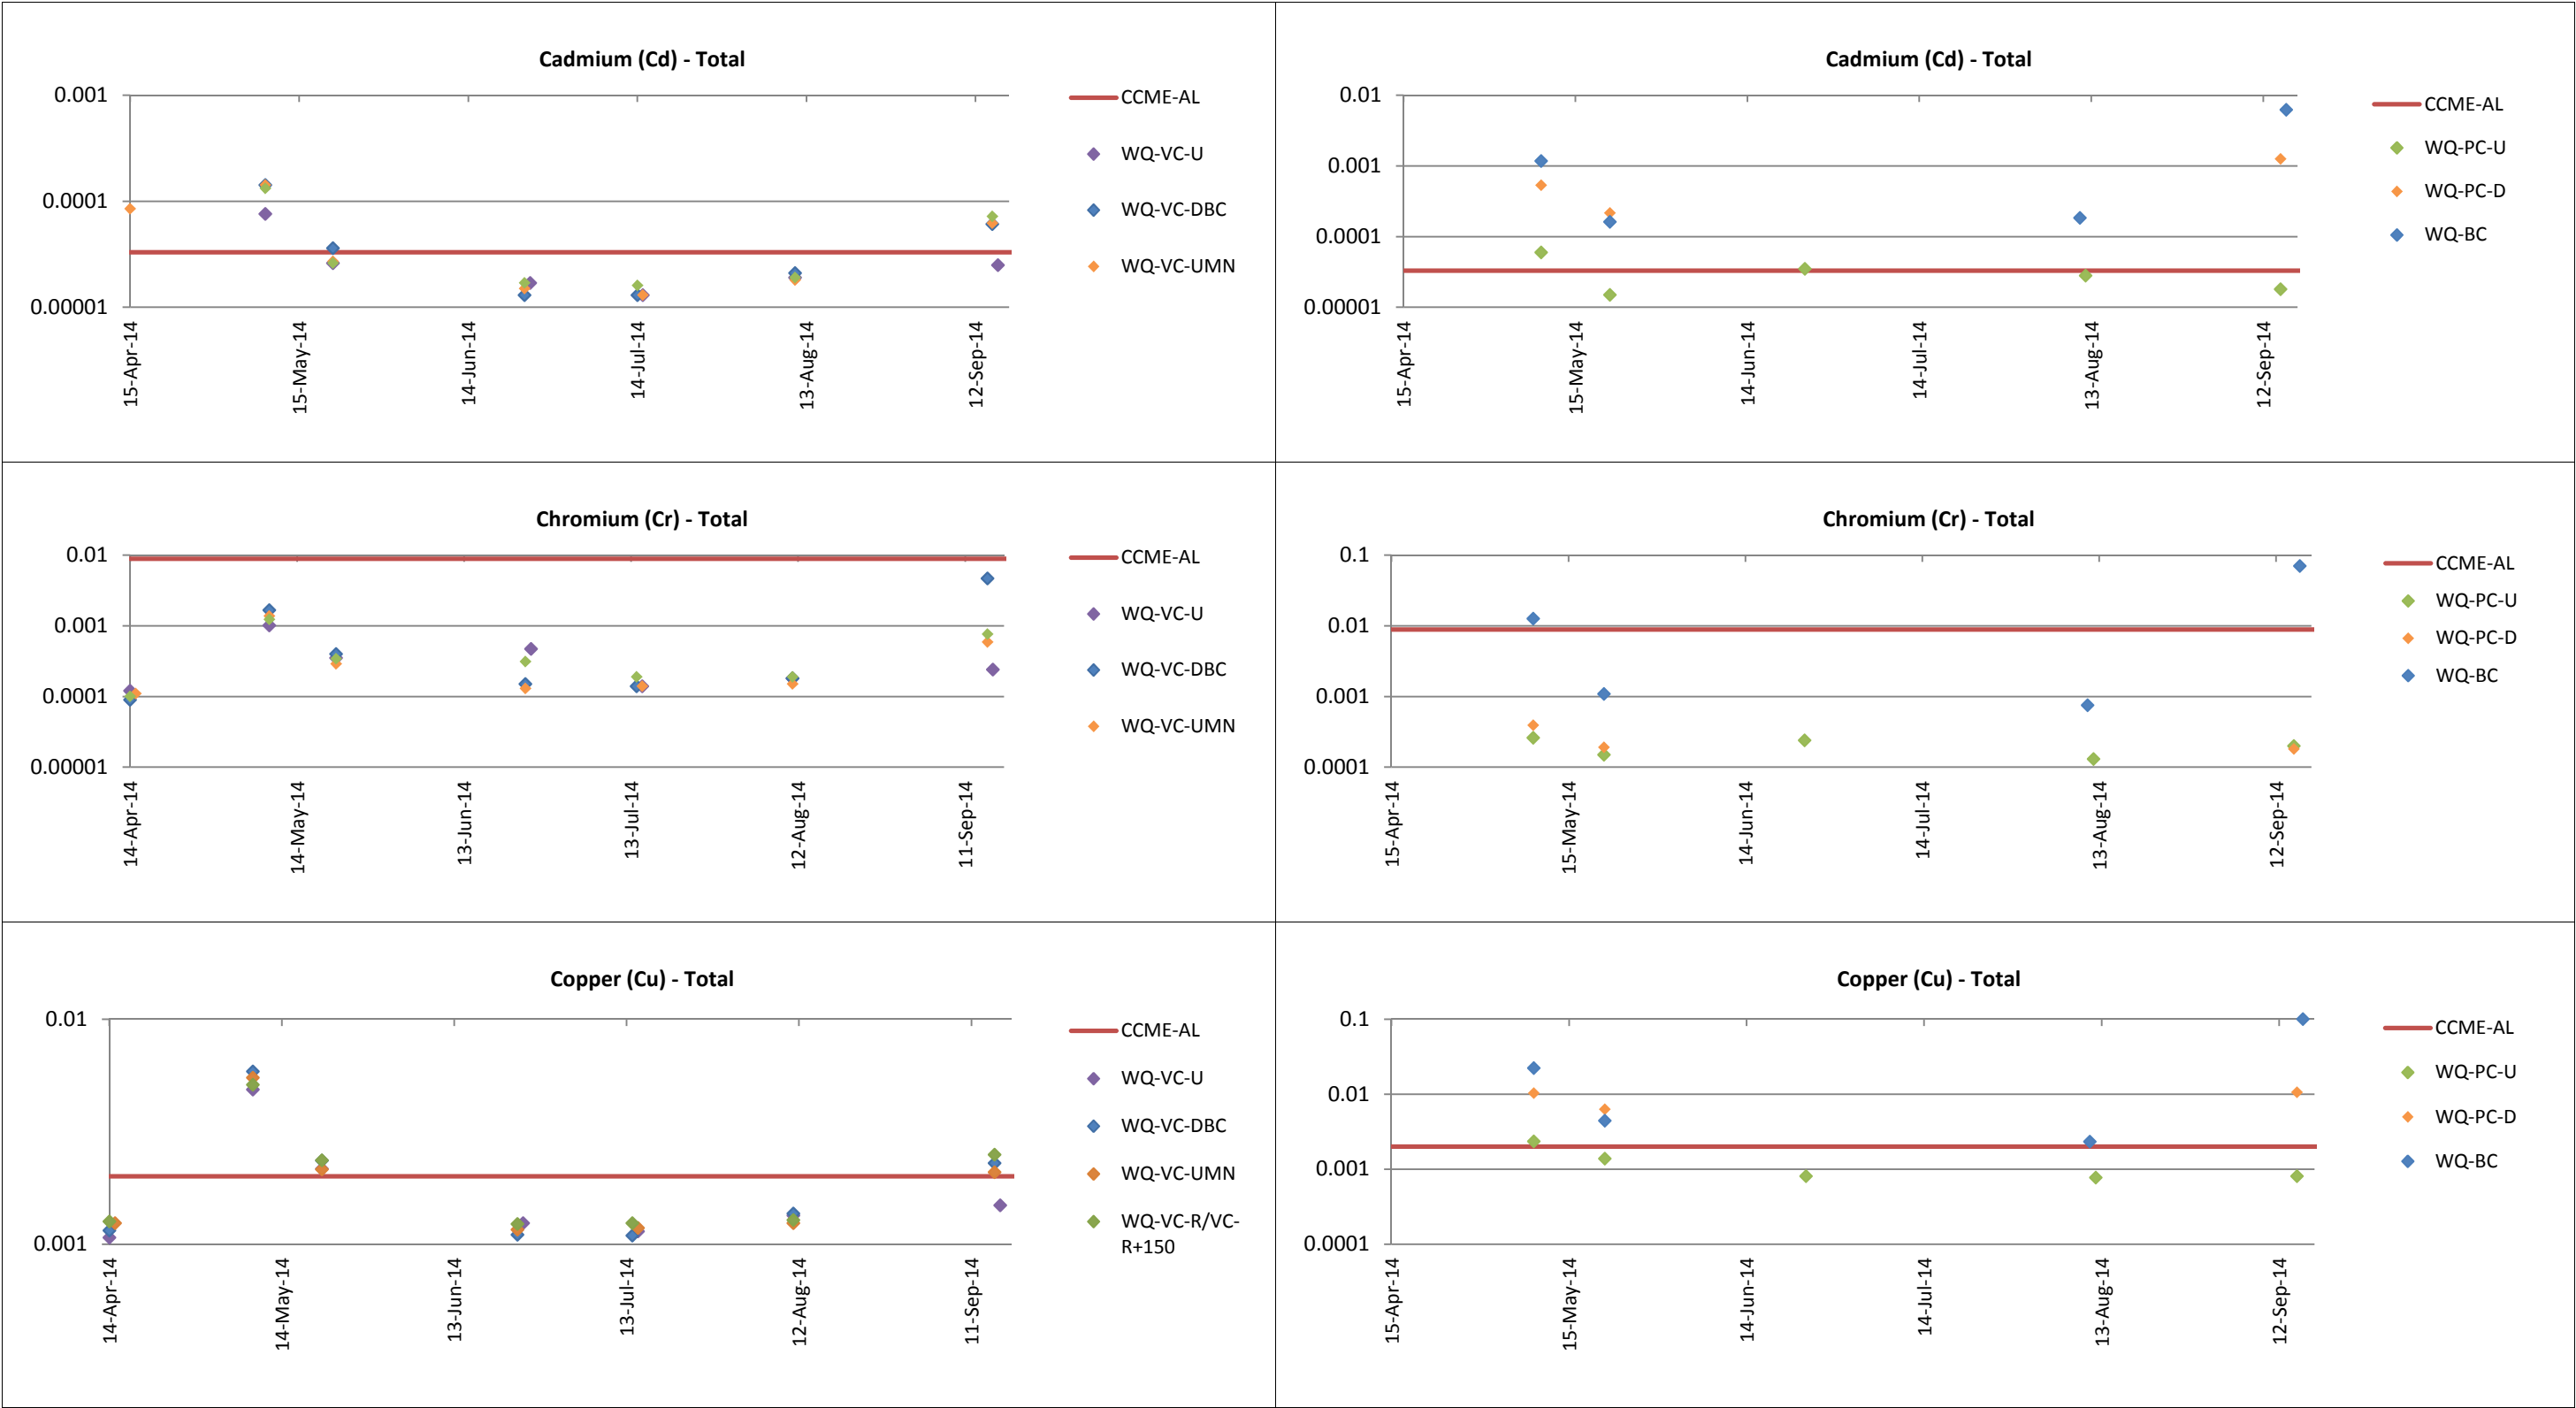 Cadmium (Cd) - Total
0.001
0.0001
0.00001
15-Apr-14
15-May-14
14-Jun-14
14-Jul-14
13-Aug-14
12-Sep-14
CCME-AL
WQ-VC-U
WQ-VC-DBC
WQ-VC-UMN
Cadmium (Cd) - Total
0.01
0.001
0.0001
0.00001
15-Apr-14
15-May-14
14-Jun-14
14-Jul-14
13-Aug-14
12-Sep-14
CCME-AL
WQ-PC-U
WQ-PC-D
WQ-BC
Chromium (Cr) - Total
0.01
0.001
0.0001
0.00001
14-Apr-14
14-May-14
13-Jun-14
13-Jul-14
12-Aug-14
11-Sep-14
CCME-AL
WQ-VC-U
WQ-VC-DBC
WQ-VC-UMN
Chromium (Cr) - Total
0.1
0.01
0.001
0.0001
15-Apr-14
15-May-14
14-Jun-14
14-Jul-14
13-Aug-14
12-Sep-14
CCME-AL
WQ-PC-U
WQ-PC-D
WQ-BC
Copper (Cu) - Total
0.01
0.001
14-Apr-14
14-May-14
13-Jun-14
13-Jul-14
12-Aug-14
11-Sep-14
CCME-AL
WQ-VC-U
WQ-VC-DBC
WQ-VC-UMN
WQ-VC-R/VC-
R+150
Copper (Cu) - Total
0.1
0.01
0.001
0.0001
15-Apr-14
15-May-14
14-Jun-14
14-Jul-14
13-Aug-14
12-Sep-14
CCME-AL
WQ-PC-U
WQ-PC-D
WQ-BC